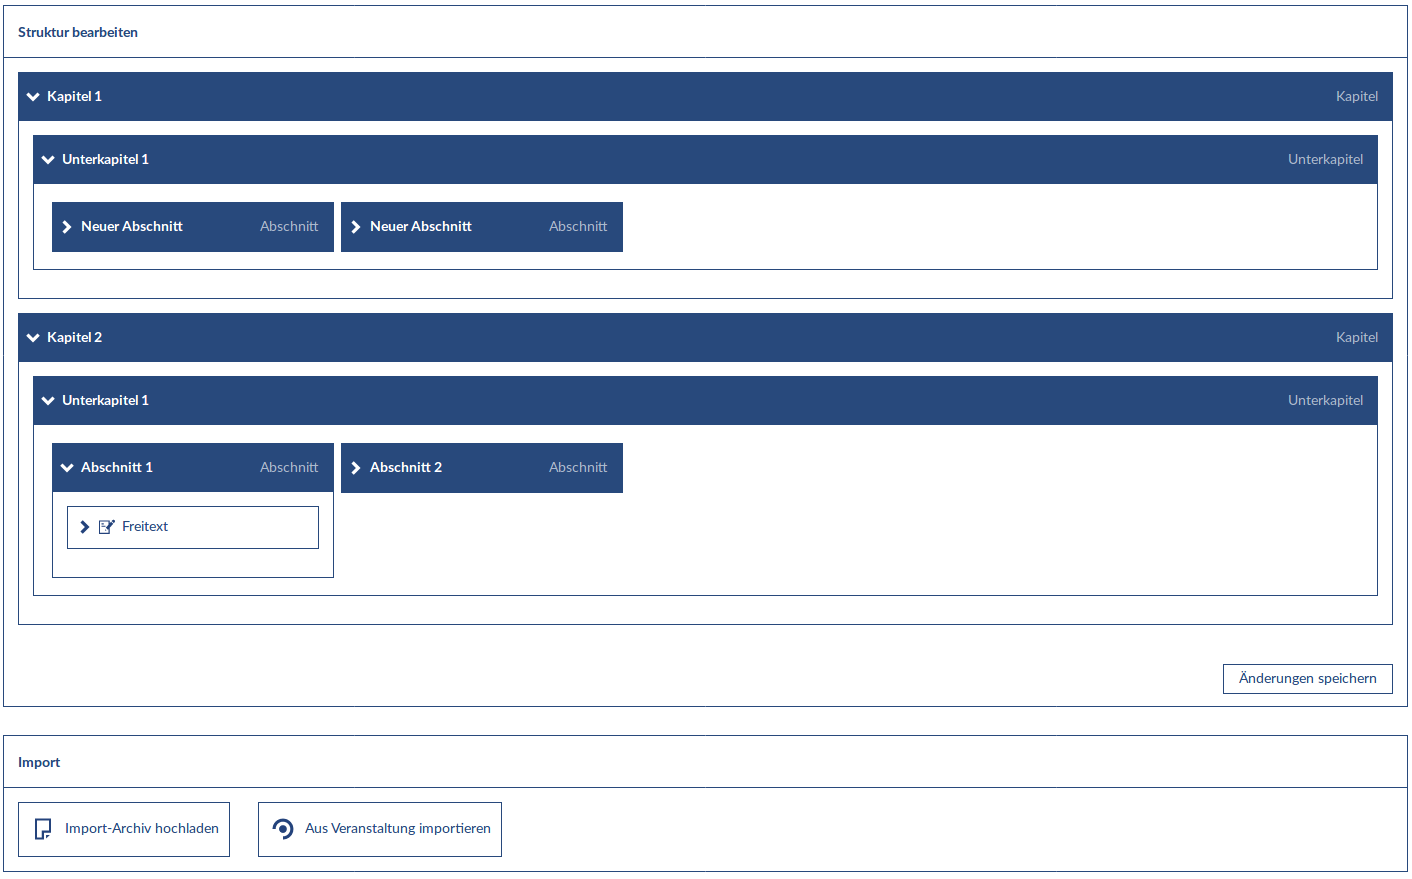 Struktur bearbeiten
Kapitel 1 Kapitel
Unterkapitel 1 Unterkapitel
Neuer Abschnitt Abschnitt Neuer Abschnitt Abschnitt
Kapitel 2 Kapitel
Unterkapitel 1 Unterkapitel
Abschnitt 1 Abschnitt Abschnitt 2 Abschnitt
Freitext
Änderungen speichern
Import
Import-Archiv hochladen Aus Veranstaltung importieren